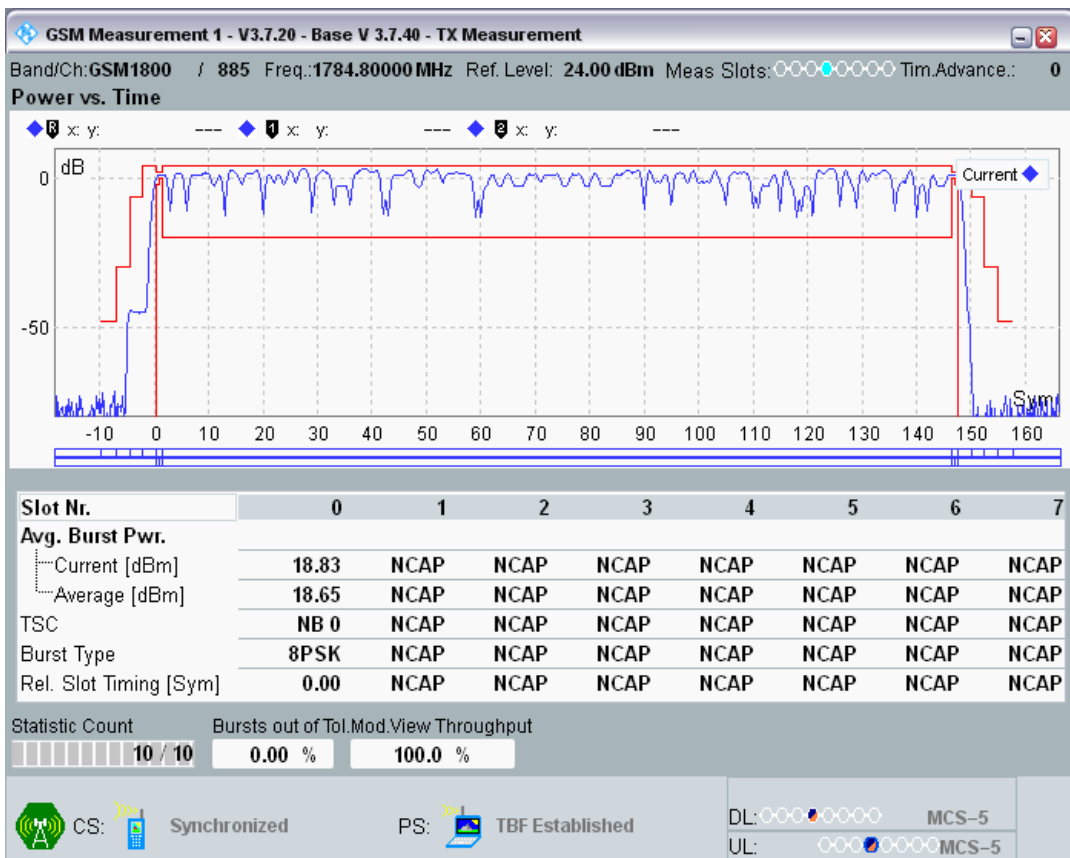 GSM Measurement 1 - V3.7.20 - Base V 3.7.40 - TX Measurement
Band/Ch:GSM1800 / 885 Freq.:1784.80000 MHz Ref. Level: 24.00 dBm Meas Slots: Tim.Advance.: 0
Power vs. Time
R x: y: --- 1 x: y: --- 2 x: y: ---
dB
Current
0
-50
Sym
-10 0 10 20 30 40 50 60 70 80 90 100 110 120 130 140 150 160
Slot Nr. 0 1 2 3 4 5 6 7
Avg. Burst Pwr.
Current [dBm] 18.83 NCAP NCAP NCAP NCAP NCAP NCAP NCAP
Average [dBm] 18.65 NCAP NCAP NCAP NCAP NCAP NCAP NCAP
TSC NB 0 NCAP NCAP NCAP NCAP NCAP NCAP NCAP
Burst Type 8PSK NCAP NCAP NCAP NCAP NCAP NCAP NCAP
Rel. Slot Timing [Sym] 0.00 NCAP NCAP NCAP NCAP NCAP NCAP NCAP
Statistic Count Bursts out of Tol.Mod.View Throughput
10 / 10 0.00 % 100.0 %
CS: Synchronized PS: TBF Established DL: MCS-5
UL: MCS-5